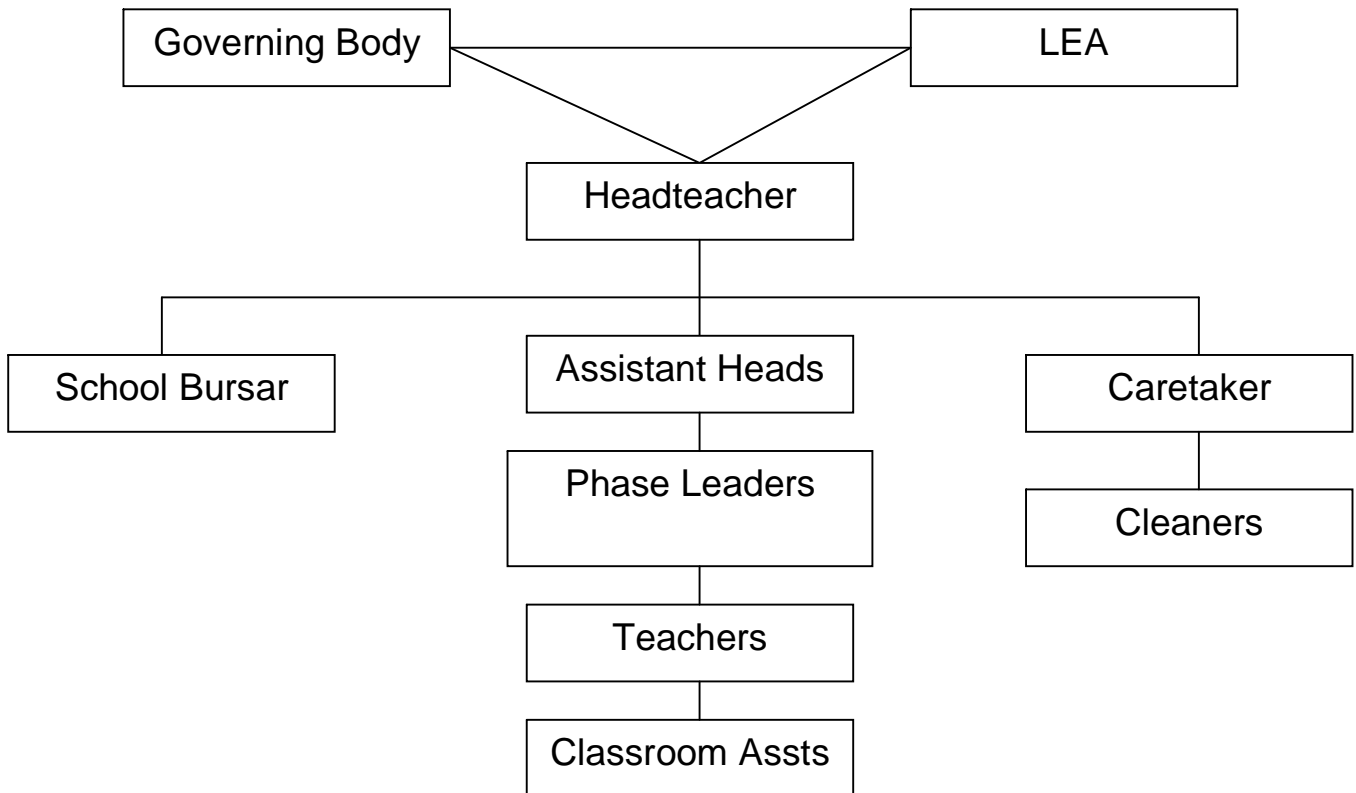 Governing Body
LEA
Headteacher
School Bursar
Assistant Heads
Caretaker
Phase Leaders
Cleaners
Teachers
Classroom Assts